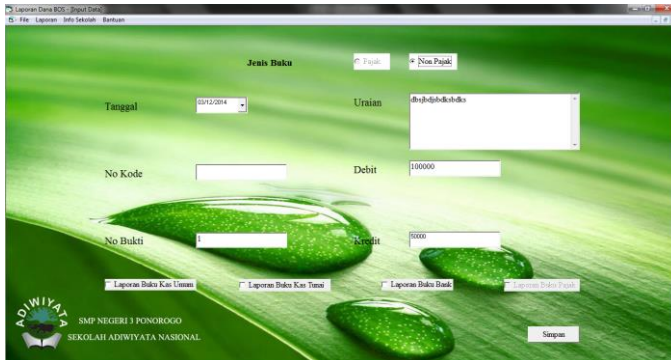 Laporan Dana BOS - [Input Data]
File Laporan Info Sekolah Bantuan
Jenis Buku Pajak Non Pajak
Tanggal 03/12/2014 Uraian dbsjbdjsbdksbdks
No Kode Debit 100000
No Bukti 1 Kredit 50000
Laporan Buku Kas Umum Laporan Buku Kas Tunai Laporan Buku Bank Laporan Buku Pajak
ADIWIYATA
SMP NEGERI 3 PONOROGO
SEKOLAH ADIWIYATA NASIONAL
Simpan